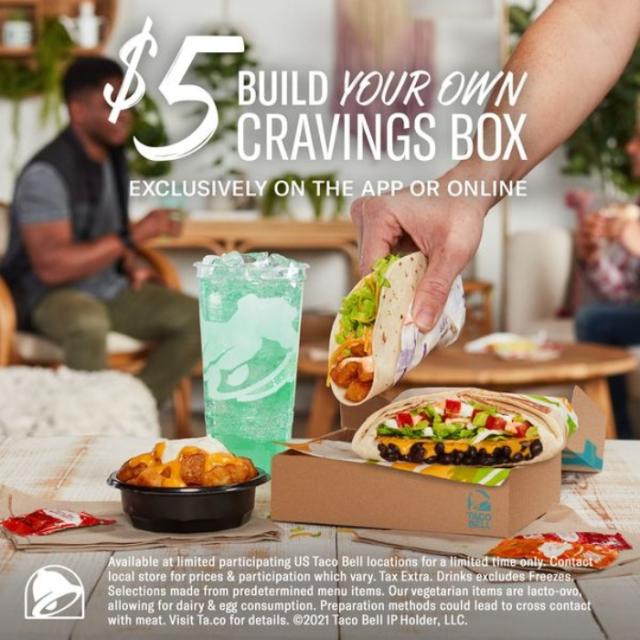 $5 BUILD YOUR OWN
CRAVINGS BOX
EXCLUSIVELY ON THE APP OR ONLINE
TACO
BELL
Available at limited participating US Taco Bell locations for a limited time only. Contact
local store for prices & participation which vary. Tax Extra. Drinks excludes Freezes.
Selections made from predetermined menu items. Our vegetarian items are lacto-ovo,
allowing for dairy & egg consumption. Preparation methods could lead to cross contact
with meat. Visit Ta.co for details. ©2021 Taco Bell IP Holder, LLC.